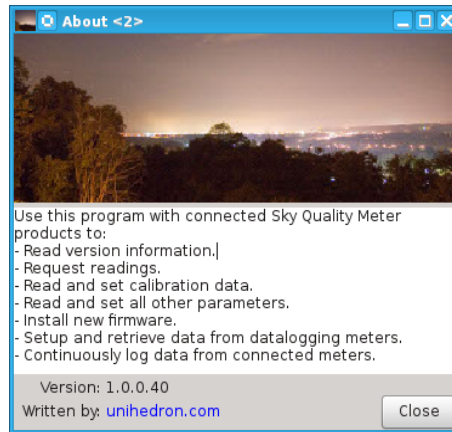 About <2>
Use this program with connected Sky Quality Meter
products to:
- Read version information.
- Request readings.
- Read and set calibration data.
- Read and set all other parameters.
- Install new firmware.
- Setup and retrieve data from datalogging meters.
- Continuously log data from connected meters.
Version: 1.0.0.40
Written by: unihedron.com
Close